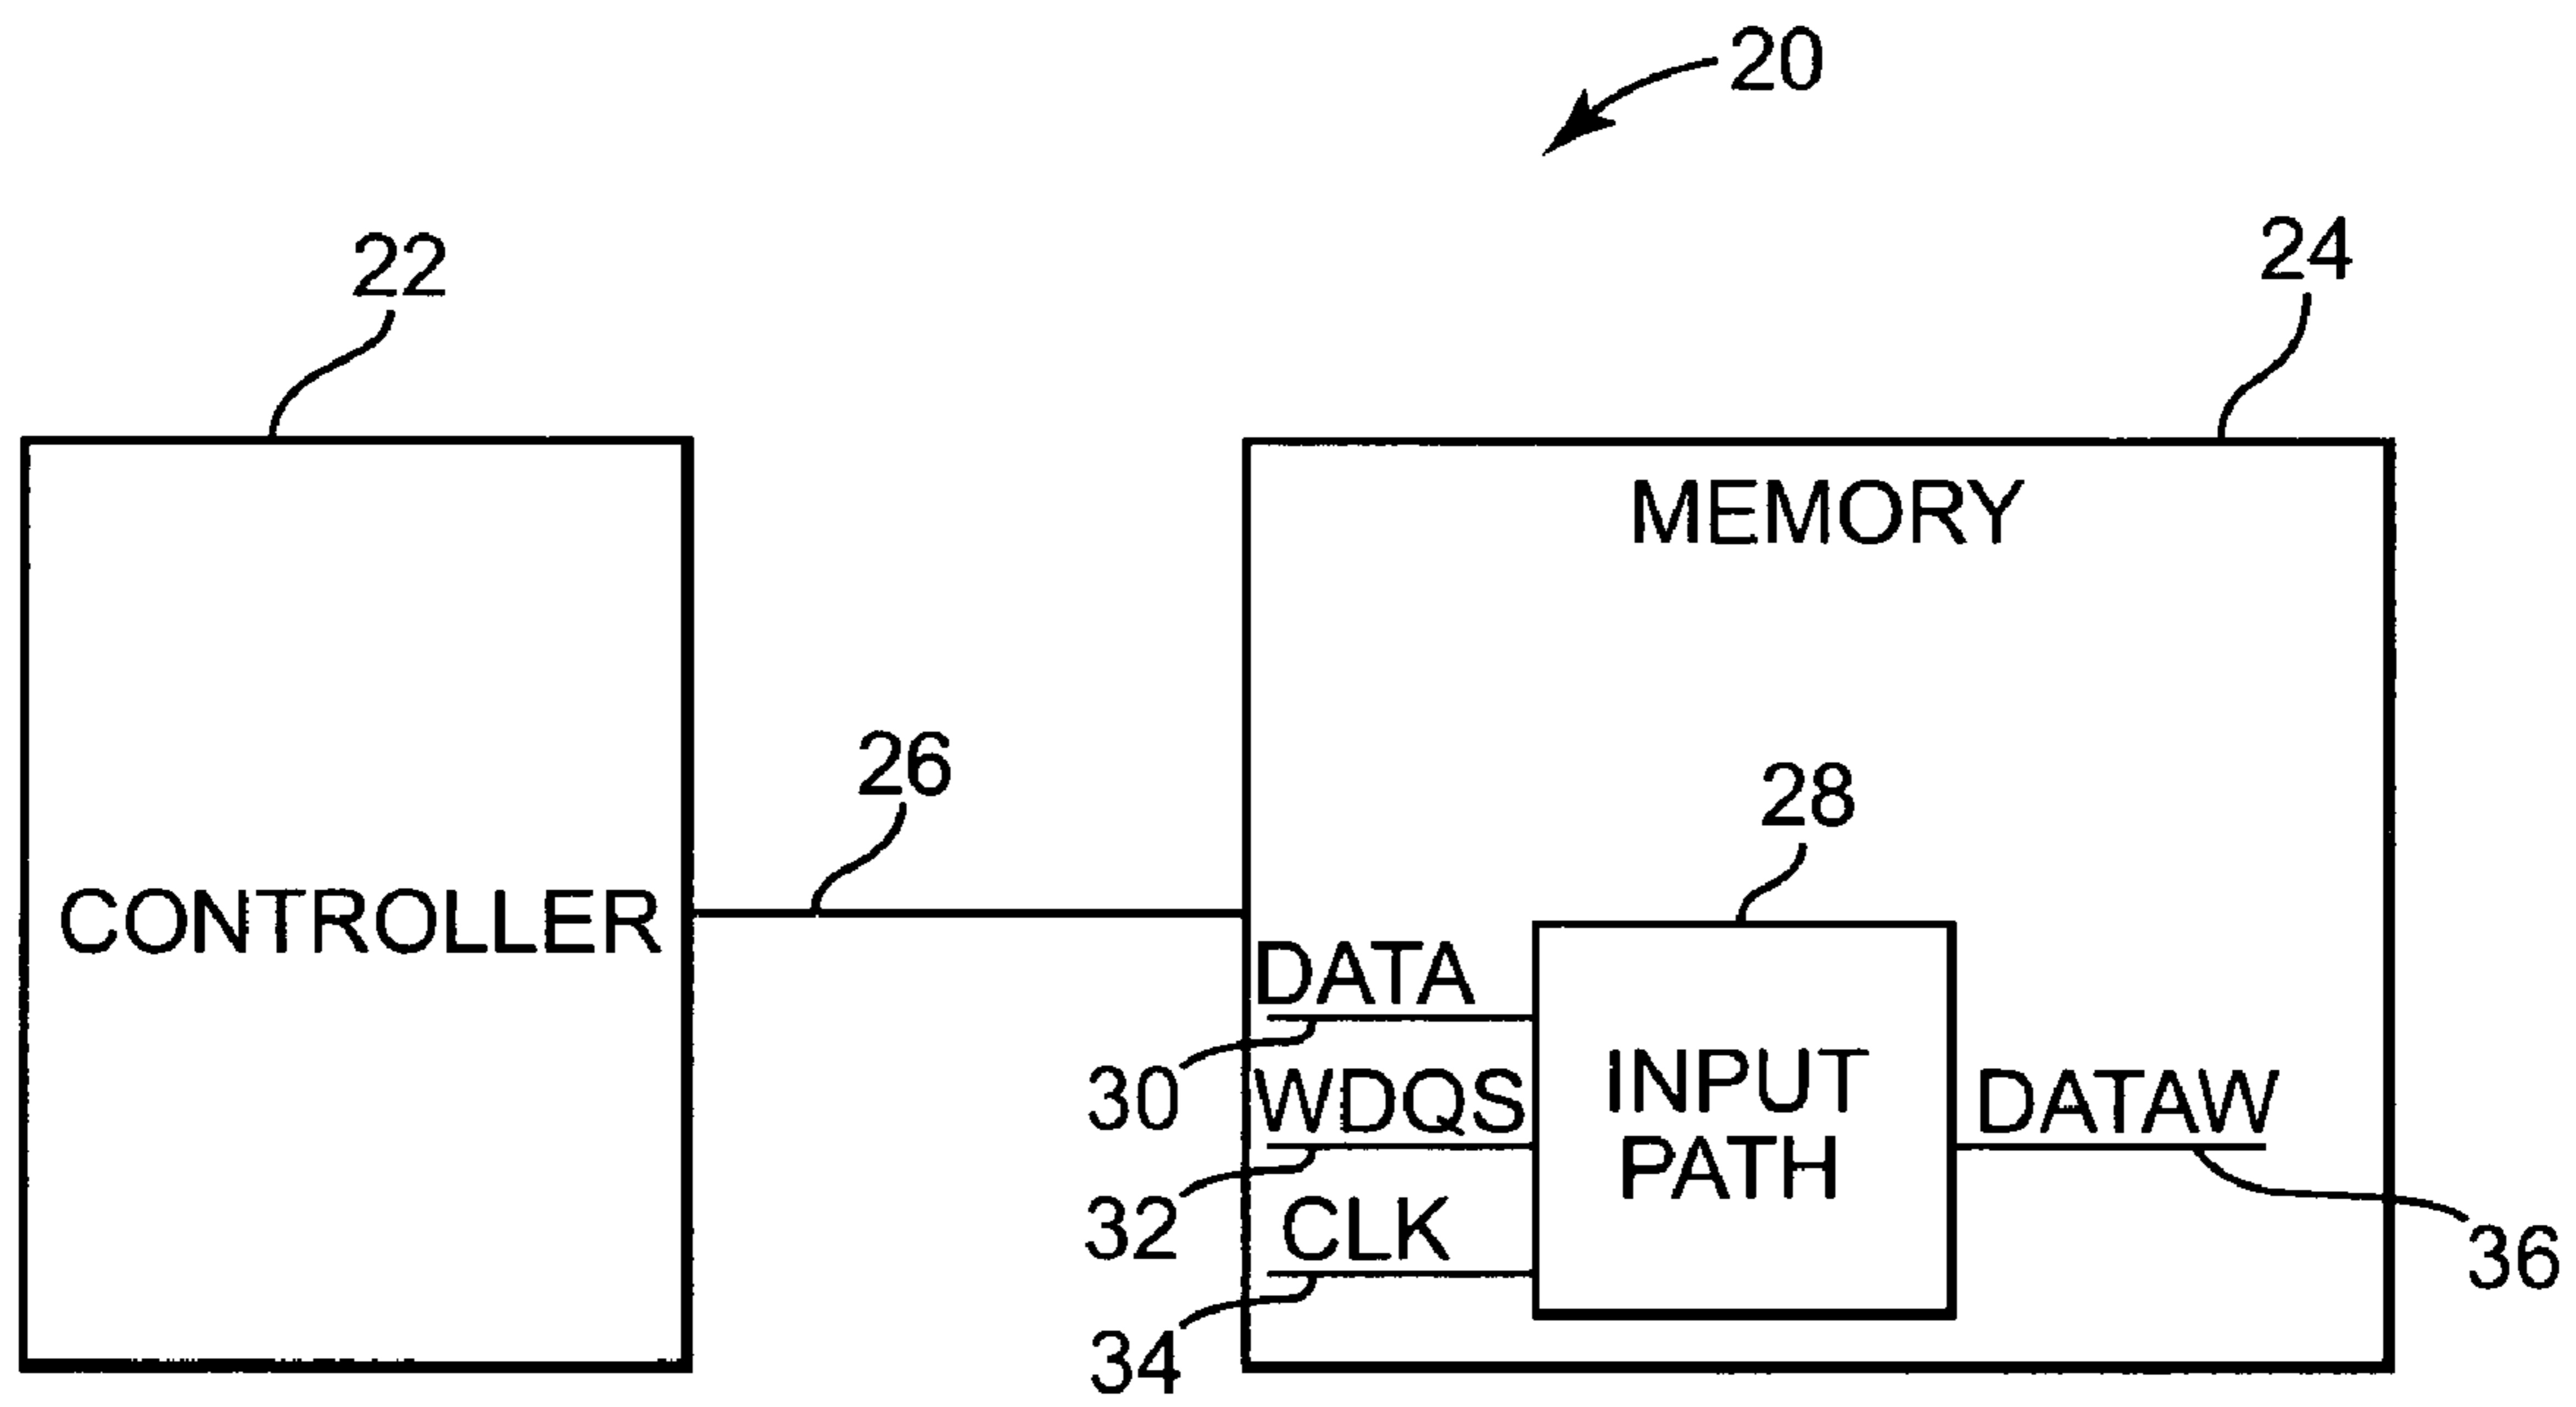 20
22
24
MEMORY
26
28
CONTROLLER
DATA
30
WDQS
INPUT
PATH
DATAW
32
CLK
36
34